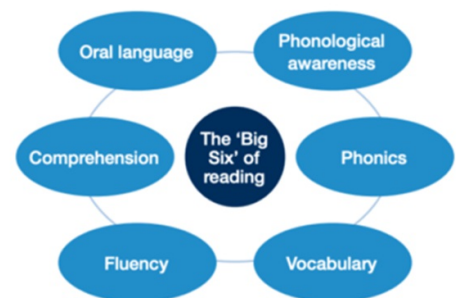 Oral language
Phonological
awareness
Comprehension
The ‘Big
Six’ of
reading
Phonics
Fluency
Vocabulary